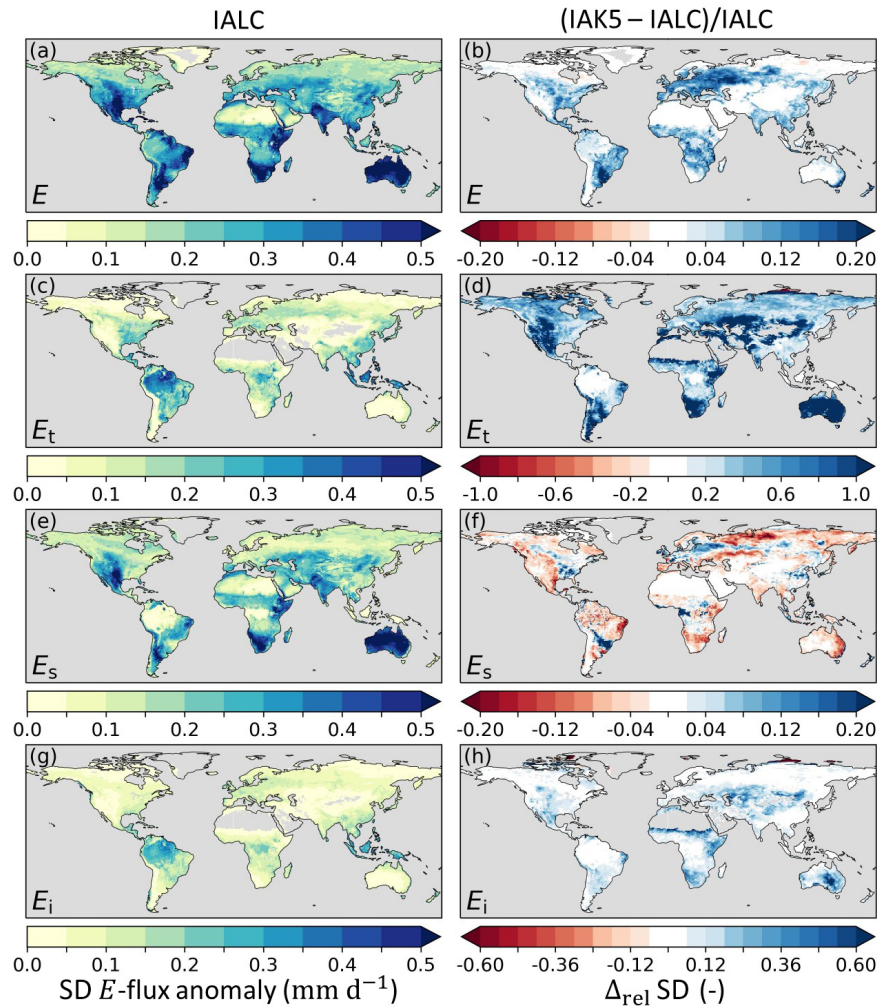 IALC (IAK5 – IALC)/IALC
(a) (b)
E E
0.0 0.1 0.2 0.3 0.4 0.5 -0.20 -0.12 -0.04 0.04 0.12 0.20
(c) (d)
Et Et
0.0 0.1 0.2 0.3 0.4 0.5 -1.0 -0.6 -0.2 0.2 0.6 1.0
(e) (f)
Es Es
0.0 0.1 0.2 0.3 0.4 0.5 -0.20 -0.12 -0.04 0.04 0.12 0.20
(g) (h)
Ei Ei
0.0 0.1 0.2 0.3 0.4 0.5 -0.60 -0.36 -0.12 0.12 0.36 0.60
SD E-flux anomaly (mm d⁻¹) Δrel SD (-)